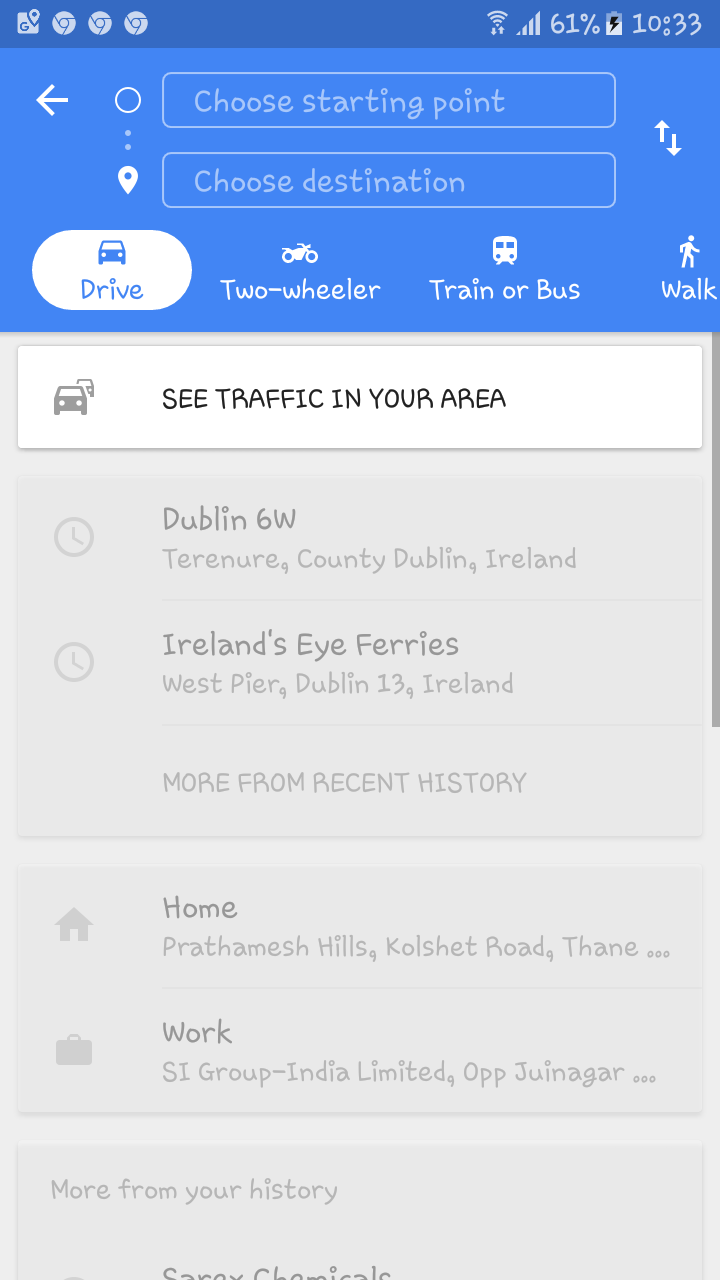 61% 10:33
Choose starting point
Choose destination
Drive Two-wheeler Train or Bus Walk
SEE TRAFFIC IN YOUR AREA
Dublin 6W
Terenure, County Dublin, Ireland
Ireland's Eye Ferries
West Pier, Dublin 13, Ireland
MORE FROM RECENT HISTORY
Home
Prathamesh Hills, Kolshet Road, Thane ...
Work
SI Group-India Limited, Opp Juinagar ...
More from your history
Sarex Chemicals